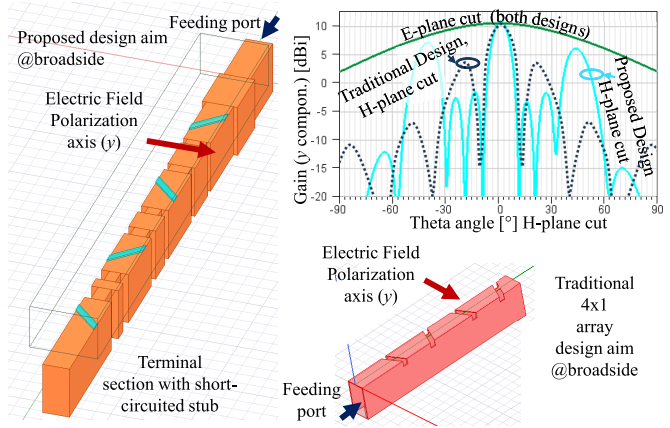 Feeding port
Proposed design aim
@broadside
Electric Field
Polarization
axis (y)
Terminal
section with short-
circuited stub
Gain (y compon.) [dBi]
10
5
0
-5
-10
-15
-20
E-plane cut (both designs)
Traditional Design,
H-plane cut
Proposed Design
H-plane cut
-90
-60
-30
0
30
60
90
Theta angle [°] H-plane cut
Electric Field
Polarization
axis (y)
Traditional
4x1
array
design aim
@broadside
Feeding
port